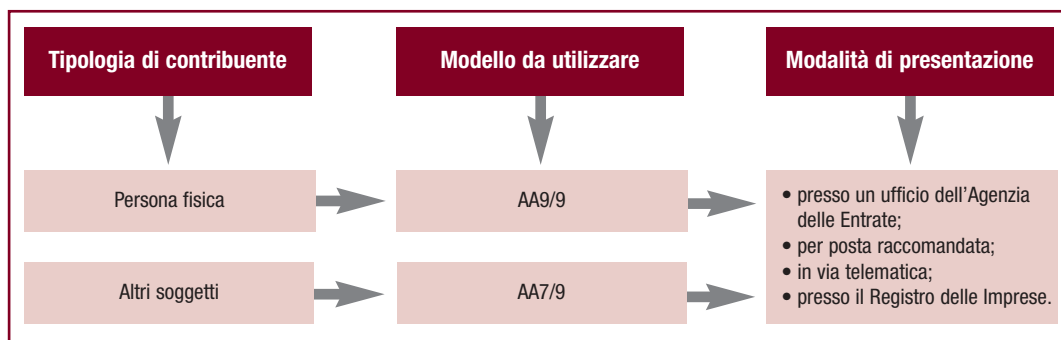 Tipologia di contribuente
Modello da utilizzare
Modalità di presentazione
Persona fisica
AA9/9
Altri soggetti
AA7/9
• presso un ufficio dell’Agenzia
delle Entrate;
• per posta raccomandata;
• in via telematica;
• presso il Registro delle Imprese.